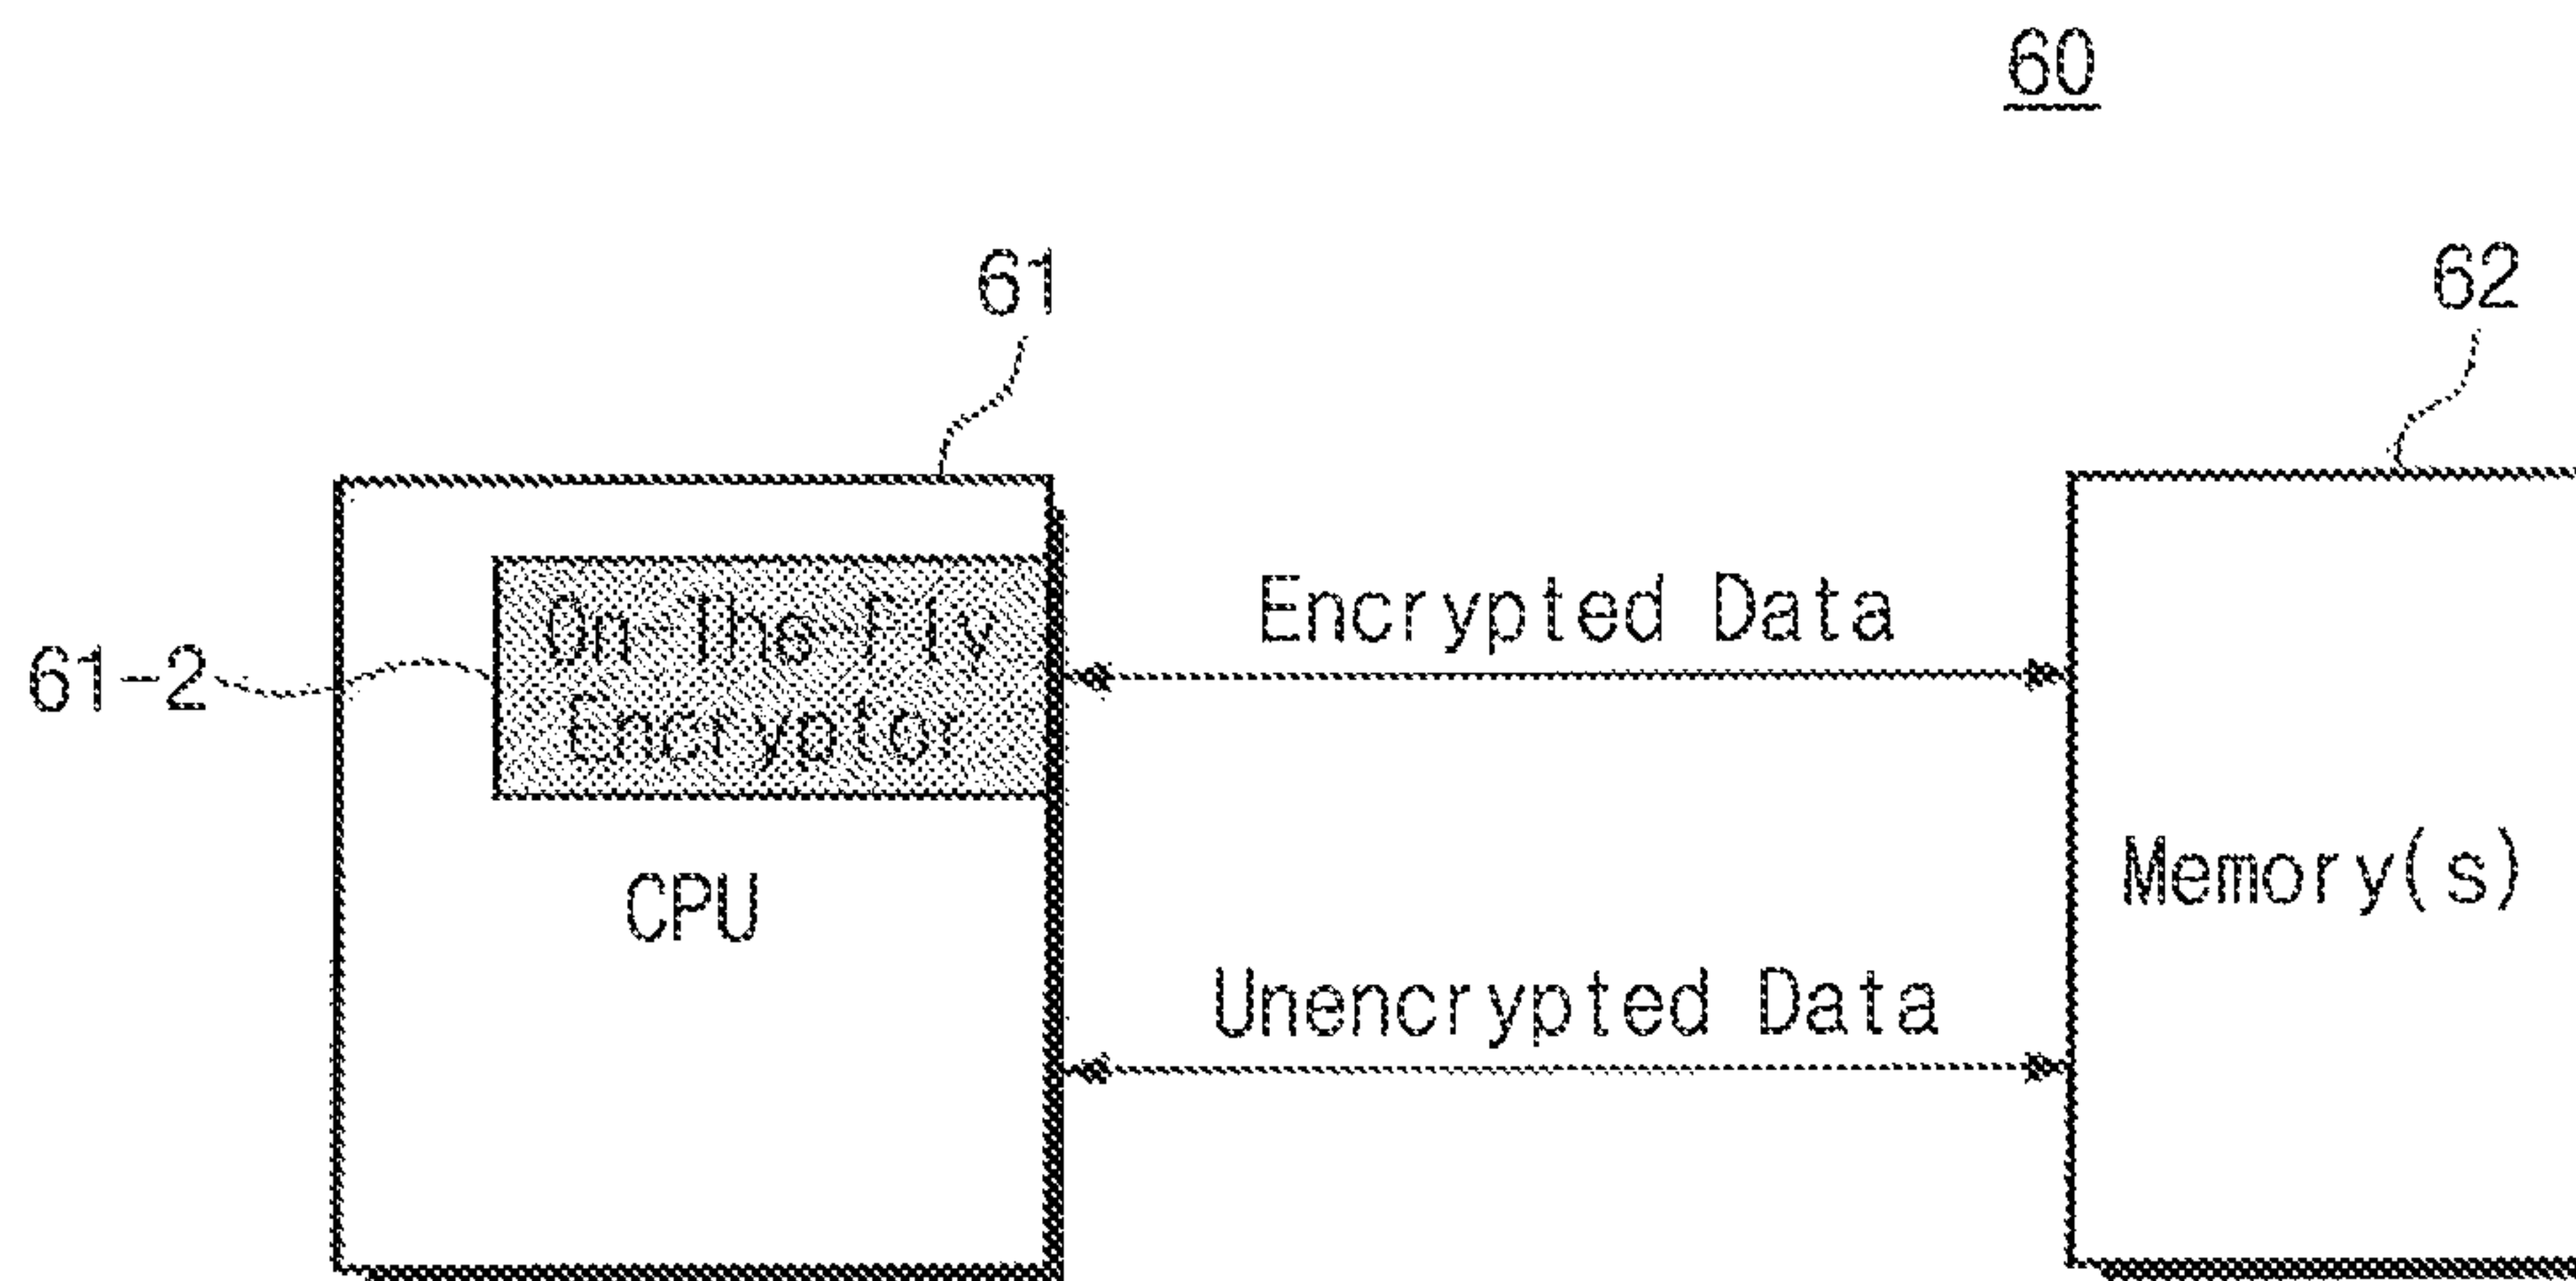 60
61
62
On-The-Fly
Encryptor
61-2
CPU
Encrypted Data
Unencrypted Data
Memory(s)